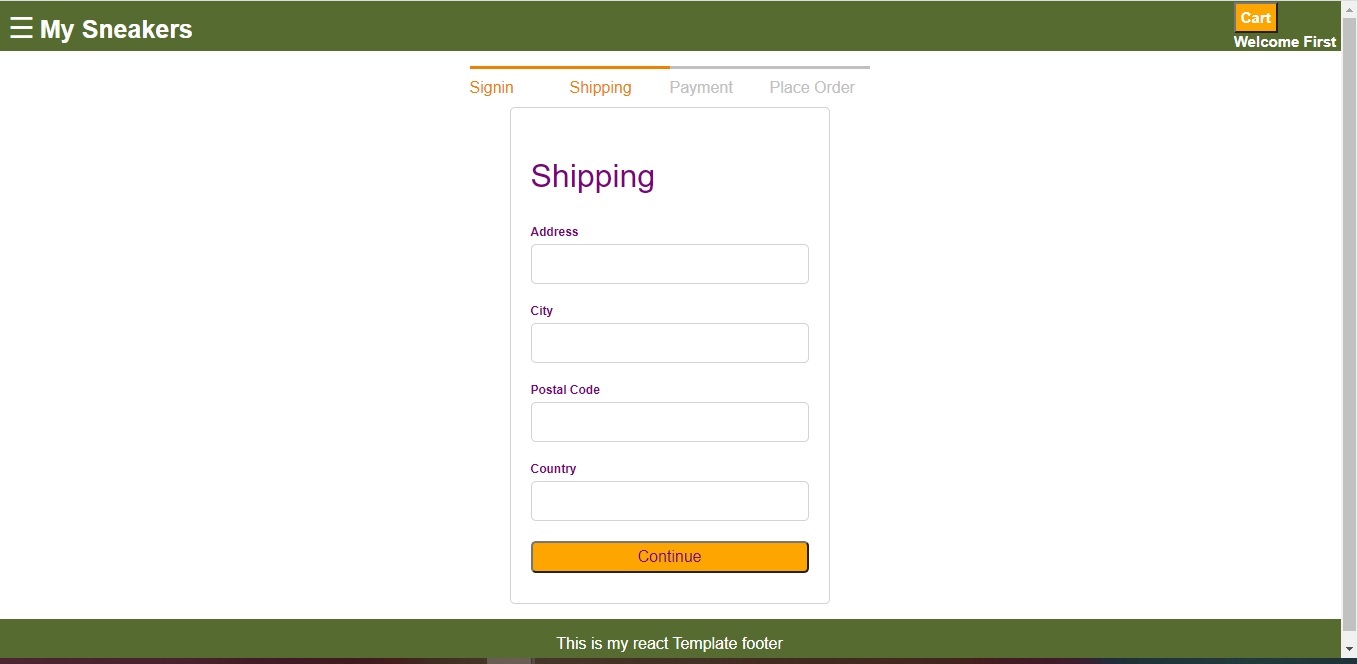 ☰ My Sneakers
Cart
Welcome First
Signin Shipping Payment Place Order
Shipping
Address
City
Postal Code
Country
Continue
This is my react Template footer